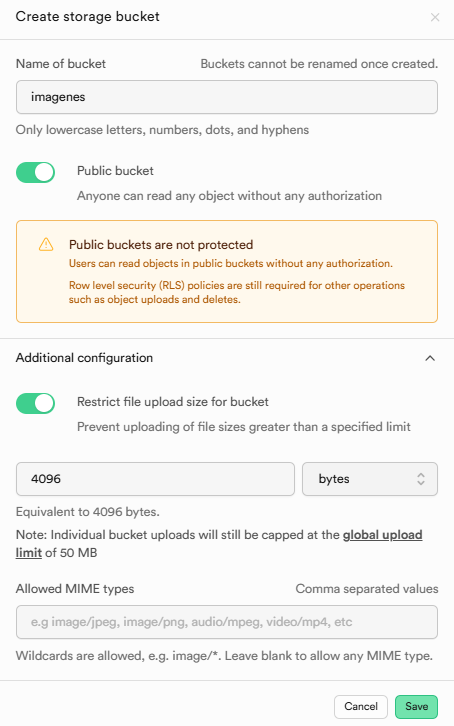 Create storage bucket
Name of bucket Buckets cannot be renamed once created.
imagenes
Only lowercase letters, numbers, dots, and hyphens
Public bucket
Anyone can read any object without any authorization
Public buckets are not protected
Users can read objects in public buckets without any authorization.
Row level security (RLS) policies are still required for other operations
such as object uploads and deletes.
Additional configuration
Restrict file upload size for bucket
Prevent uploading of file sizes greater than a specified limit
4096 bytes
Equivalent to 4096 bytes.
Note: Individual bucket uploads will still be capped at the global upload
limit of 50 MB
Allowed MIME types Comma separated values
e.g image/jpeg, image/png, audio/mpeg, video/mp4, etc
Wildcards are allowed, e.g. image/*. Leave blank to allow any MIME type.
Cancel Save